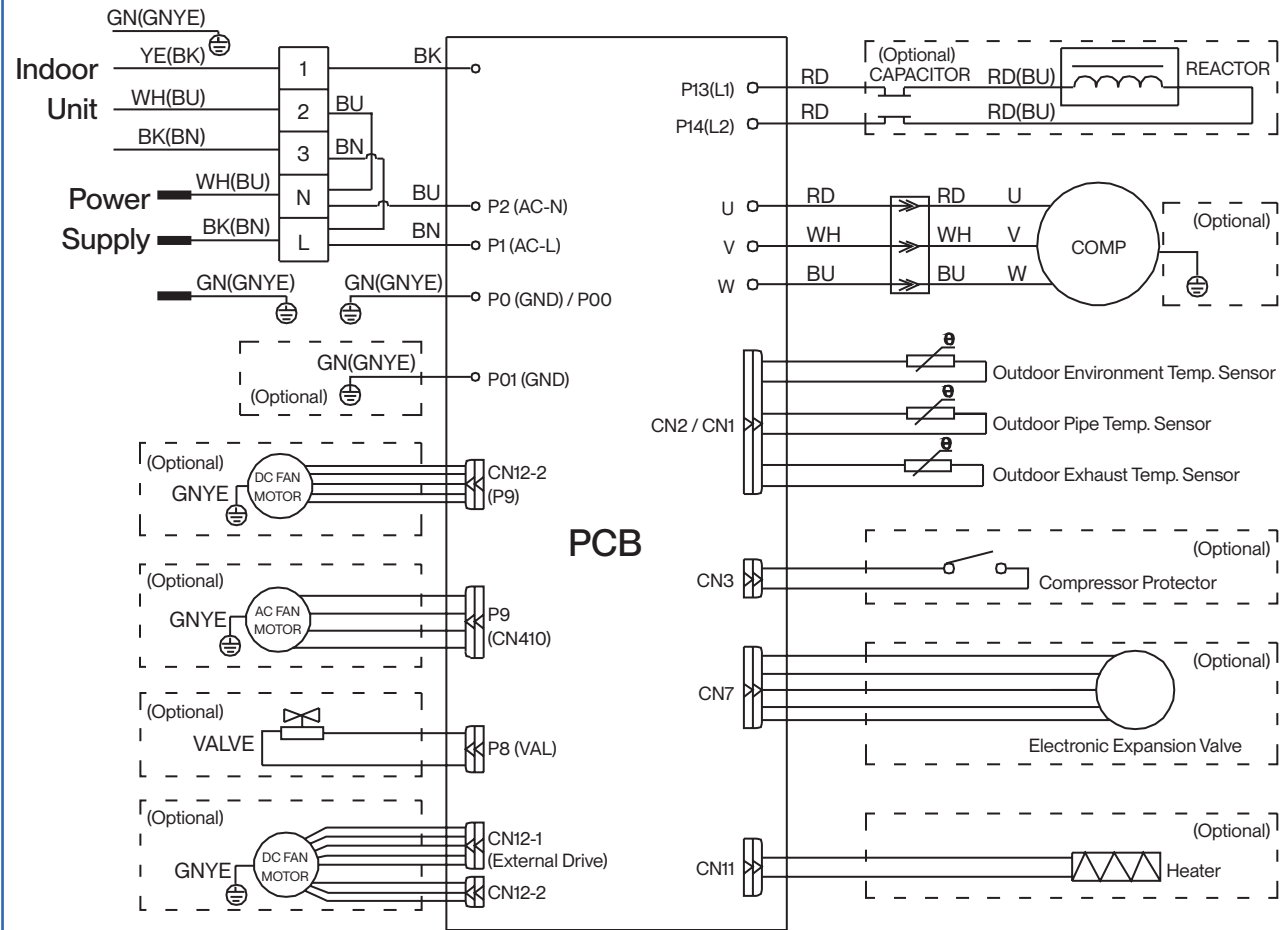 GN(GNYE)
Indoor
Unit
YE(BK)
WH(BU)
BK(BN)
1
2
3
N
L
BK
BU
BN
Power
Supply
WH(BU)
BK(BN)
BU
BN
P2 (AC-N)
P1 (AC-L)
GN(GNYE)
GN(GNYE)
P0 (GND) / P00
GN(GNYE)
(Optional)
P01 (GND)
(Optional)
DC FAN
MOTOR
GNYE
CN12-2
(P9)
(Optional)
AC FAN
MOTOR
GNYE
P9
(CN410)
(Optional)
VALVE
P8 (VAL)
(Optional)
DC FAN
MOTOR
GNYE
CN12-1
(External Drive)
CN12-2
PCB
P13(L1)
P14(L2)
RD
RD
(Optional)
CAPACITOR
RD(BU)
RD(BU)
REACTOR
U
V
W
RD
WH
BU
RD
WH
BU
U
V
W
COMP
(Optional)
CN2 / CN1
θ
Outdoor Environment Temp. Sensor
θ
Outdoor Pipe Temp. Sensor
θ
Outdoor Exhaust Temp. Sensor
CN3
(Optional)
Compressor Protector
CN7
(Optional)
Electronic Expansion Valve
CN11
(Optional)
Heater